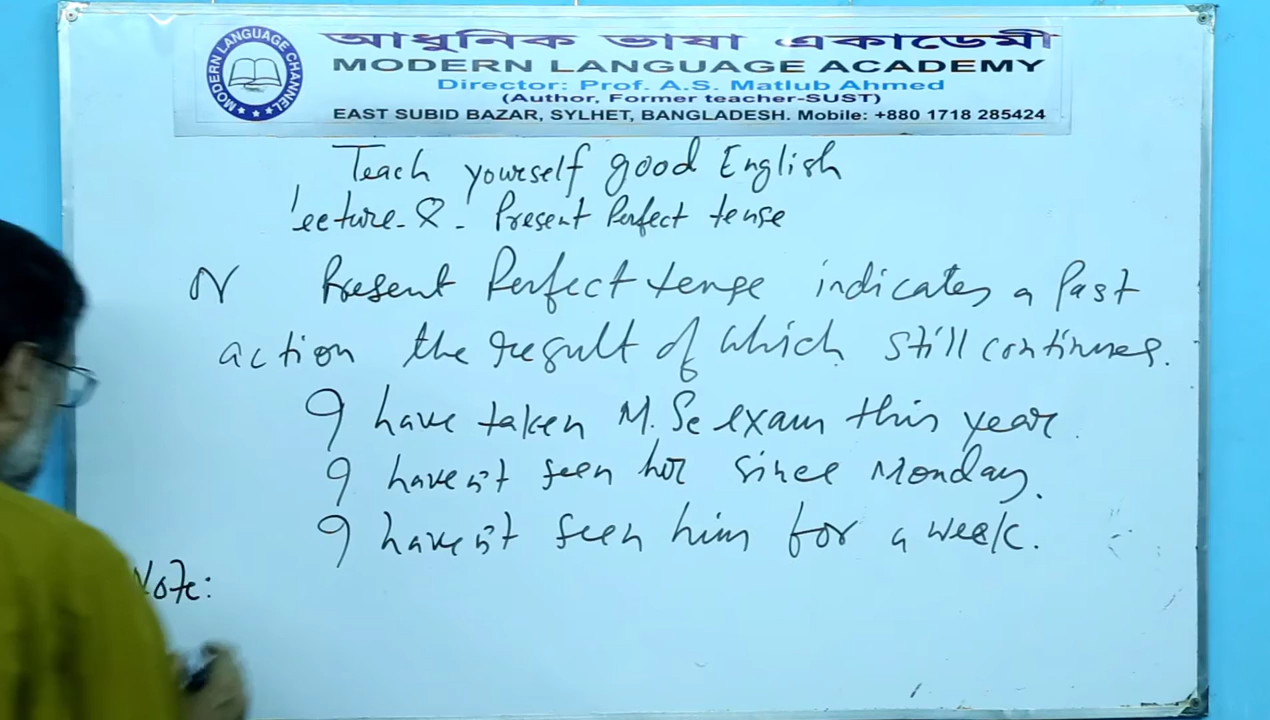 MODERN LANGUAGE CHANNEL
আধুনিক ভাষা একাডেমী
MODERN LANGUAGE ACADEMY
Director: Prof. A.S. Matlub Ahmed
(Author, Former teacher-SUST)
EAST SUBID BAZAR, SYLHET, BANGLADESH. Mobile: +880 1718 285424
Teach yourself good English
Lecture-8 - Present Perfect tense
Present Perfect tense indicates a Past
action the result of which still continues.
I have taken M.Sc exam this year.
I haven't seen her since Monday.
I haven't seen him for a week.
Note: